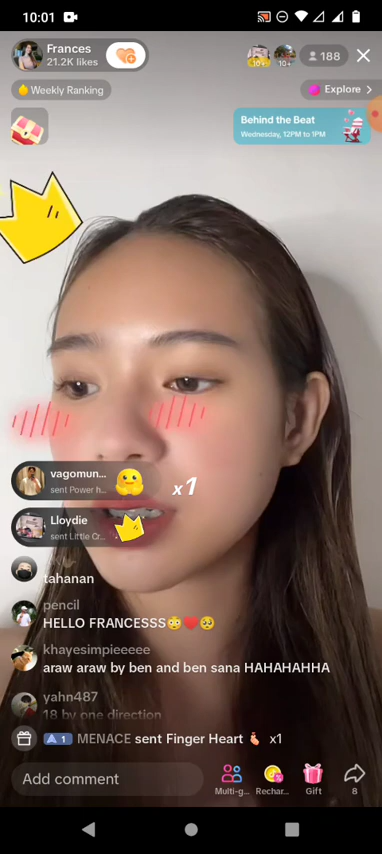 10:01
Frances
21.2K likes
10+
10+
188
Weekly Ranking
Explore
Behind the Beat
Wednesday, 12PM to 1PM
vagomun...
sent Power h...
x1
Lloydie
sent Little Cr...
tahanan
pencil
HELLO FRANCESSS😳❤️🥺
khayesimpieeeee
araw araw by ben and ben sana HAHAHAHHA
yahn487
18 by one direction
1 MENACE sent Finger Heart x1
Add comment
Multi-g...
Rechar...
Gift
8